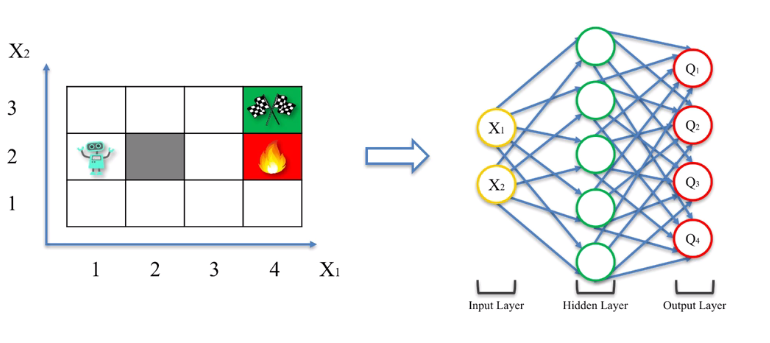 X₂
3
2
1
1 2 3 4 X₁
X₁
X₂
Q₁
Q₂
Q₃
Q₄
Input Layer Hidden Layer Output Layer